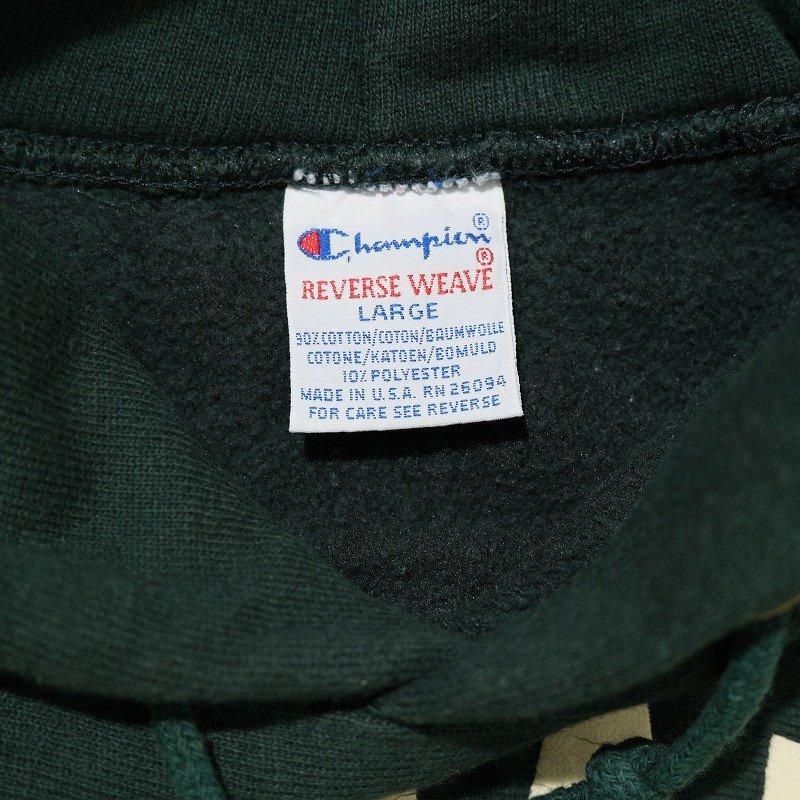 Champion®
REVERSE WEAVE®
LARGE
90% COTTON/COTON/BAUMWOLLE
COTONE/KATOEN/BOMULD
10% POLYESTER
MADE IN U.S.A. RN 26094
FOR CARE SEE REVERSE